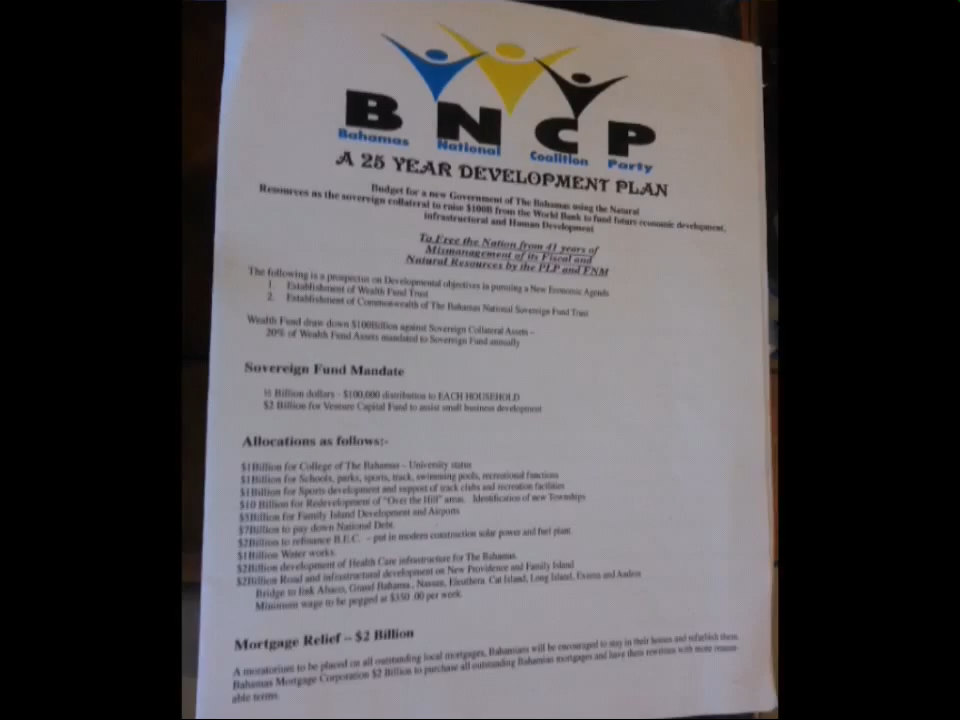 BNCP
Bahamas National Coalition Party
A 25 YEAR DEVELOPMENT PLAN
Budget for a new Government of The Bahamas using the Natural
Resources as the sovereign collateral to raise $100B from the World Bank to fund future economic development,
infrastructural and Human Development
To Free the Nation from 41 years of
Mismanagement of its Fiscal and
Natural Resources by the PLP and FNM
The following is a prospectus on Developmental objectives in pursuing a New Economic Agenda
1. Establishment of Wealth Fund Trust
2. Establishment of Commonwealth of The Bahamas National Sovereign Fund Trust
Wealth Fund draw down $100Billion against Sovereign Collateral Assets –
20% of Wealth Fund Assets mandated to Sovereign Fund annually
Sovereign Fund Mandate
½ Billion dollars - $100,000 distribution to EACH HOUSEHOLD
$2 Billion for Venture Capital Fund to assist small business development
Allocations as follows:-
$1Billion for College of The Bahamas – University status
$1Billion for Schools, parks, sports, track, swimming pools, recreational functions
$1Billion for Sports development and support of track clubs and recreation facilities
$10 Billion for Redevelopment of "Over the Hill" areas. Identification of new Townships
$5Billion for Family Island Development and Airports
$7Billion to pay down National Debt.
$2Billion to refinance B.E.C. – put in modern construction solar power and fuel plant.
$1Billion Water works.
$2Billion development of Health Care infrastructure for The Bahamas.
$2Billion Road and infrastructural development on New Providence and Family Island
Bridge to link Abaco, Grand Bahama, Nassau, Eleuthera. Cat Island, Long Island, Exuma and Andros
Minimum wage to be pegged at $350 .00 per week.
Mortgage Relief – $2 Billion
A moratorium to be placed on all outstanding local mortgages, Bahamians will be encouraged to stay in their homes and refurbish them.
Bahamas Mortgage Corporation $2 Billion to purchase all outstanding Bahamian mortgages and have them rewritten with more reason-
able terms.